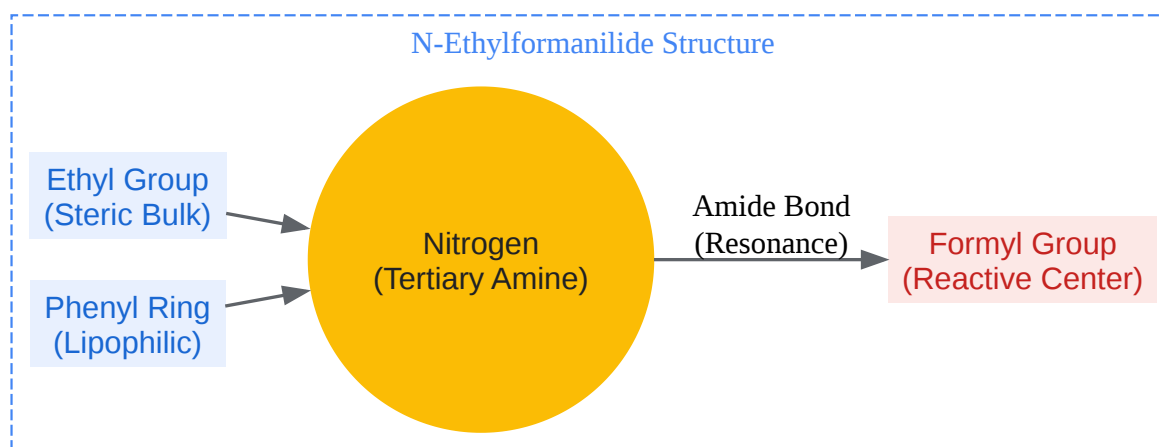 N-Ethylformanilide Structure
Ethyl Group
(Steric Bulk)
Phenyl Ring
(Lipophilic)
Nitrogen
(Tertiary Amine)
Amide Bond
(Resonance)
Formyl Group
(Reactive Center)